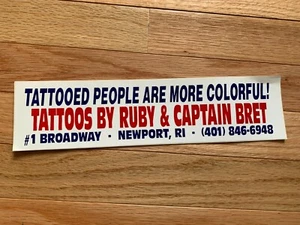 TATTOOED PEOPLE ARE MORE COLORFUL!
TATTOOS BY RUBY & CAPTAIN BRET
#1 BROADWAY · NEWPORT, RI · (401) 846-6948